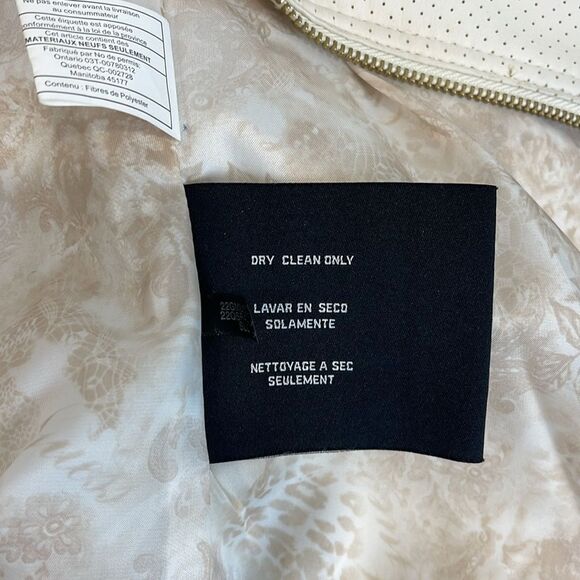 Ne pas enlever avant la livraison
au consommateur
Cette étiquette est apposée
conformément à la loi de la province
Cet article contient des
MATERIAUX NEUFS SEULEMENT
Fabriqué par No de permis:
Ontario 03T-00780312
Quebec QC-002728
Manitoba 45177
Contenu : Fibres de Polyester
DRY CLEAN ONLY
LAVAR EN SECO
SOLAMENTE
NETTOYAGE A SEC
SEULEMENT